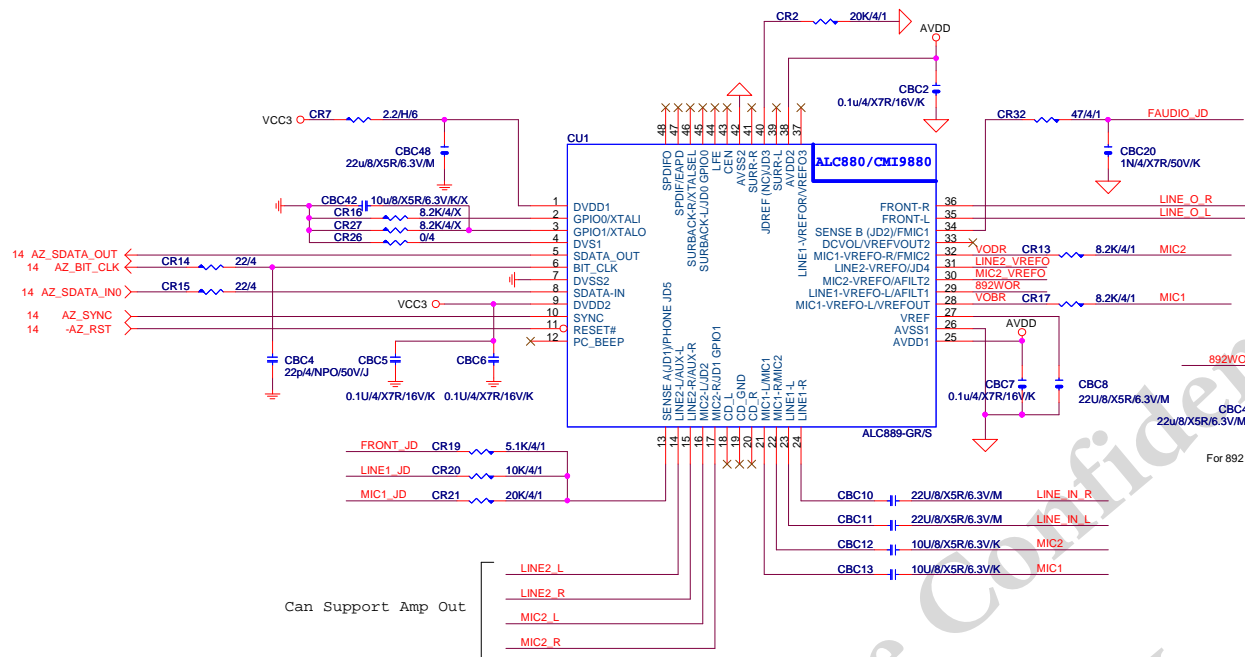 CR2 20K/4/1
AVDD
CBC2
0.1u/4/X7R/16V/K
VCC3 CR7 2.2/H/6
CBC48
22u/8/X5R/6.3V/M
CU1
48 47 46 45 44 43 42 41 40 39 38 37
SPDIFO
SPDIF/EAPD
SURBACK-R/XTALSEL
SURBACK-L/JD0 GPIO0
LFE
CEN
AVSS2
SURR-R
JDREF (NC)/JD3
SURR-L
AVDD2
LINE1-VREFOR/VREFO3
ALC880/CMI9880
CR32 47/4/1 FAUDIO_JD
CBC20
1N/4/X7R/50V/K
CBC42 10u/8/X5R/6.3V/K/X
CR16 8.2K/4/X
CR27 8.2K/4/X
CR26 0/4
14 AZ_SDATA_OUT
14 AZ_BIT_CLK CR14 22/4
14 AZ_SDATA_IN0 CR15 22/4
VCC3
14 AZ_SYNC
14 -AZ_RST
1 DVDD1
2 GPIO0/XTALI
3 GPIO1/XTALO
4 DVS1
5 SDATA_OUT
6 BIT_CLK
7 DVSS2
8 SDATA-IN
9 DVDD2
10 SYNC
11 RESET#
12 PC_BEEP
FRONT-R 36 LINE_O_R
FRONT-L 35 LINE_O_L
SENSE B (JD2)/FMIC1 34
DCVOL/VREFVOUT2 33
MIC1-VREFO-R/FMIC2 32 VODR CR13 8.2K/4/1 MIC2
LINE2-VREFO/JD4 31 LINE2_VREFO
MIC2-VREFO/AFILT2 30 MIC2_VREFO
LINE1-VREFO-L/AFILT1 29 892WOR
MIC1-VREFO-L/VREFOUT 28 VOBR CR17 8.2K/4/1 MIC1
VREF 27
AVSS1 26
AVDD1 25
AVDD
CBC4
22p/4/NPO/50V/J
CBC5
0.1U/4/X7R/16V/K
CBC6
0.1U/4/X7R/16V/K
CBC7
0.1u/4/X7R/16V/K
CBC8
22U/8/X5R/6.3V/M
892WO
CBC4
22u/8/X5R/6.3V/M
For 892
SENSE A(JD1)/PHONE JD5
LINE2-L/AUX-L
LINE2-R/AUX-R
MIC2-L/JD2
MIC2-R/JD1 GPIO1
CD_L
CD_GND
CD_R
MIC1-L/MIC1
MIC1-R/MIC2
LINE1-L
LINE1-R
ALC889-GR/S
13 14 15 16 17 18 19 20 21 22 23 24
FRONT_JD CR19 5.1K/4/1
LINE1_JD CR20 10K/4/1
MIC1_JD CR21 20K/4/1
CBC10 22U/8/X5R/6.3V/M LINE_IN_R
CBC11 22U/8/X5R/6.3V/M LINE_IN_L
CBC12 10U/8/X5R/6.3V/K MIC2
CBC13 10U/8/X5R/6.3V/K MIC1
Can Support Amp Out
LINE2_L
LINE2_R
MIC2_L
MIC2_R
Confiden